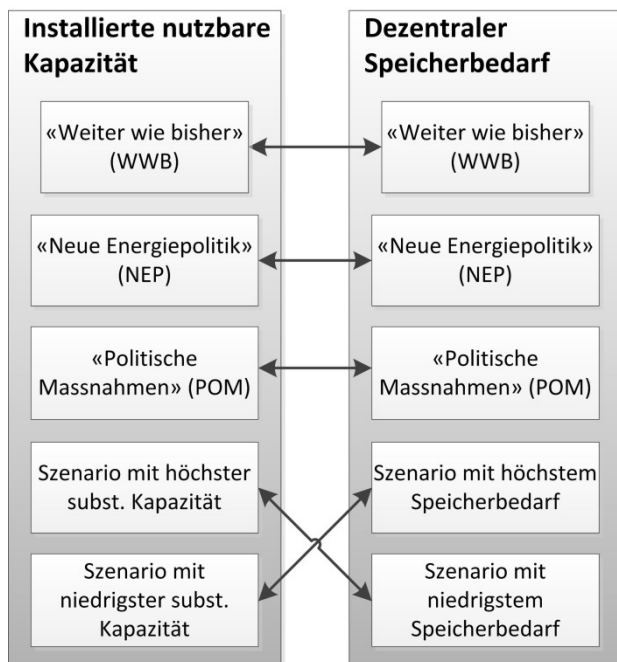 Installierte nutzbare
Kapazität
«Weiter wie bisher»
(WWB)
«Neue Energiepolitik»
(NEP)
«Politische
Massnahmen» (POM)
Szenario mit höchster
subst. Kapazität
Szenario mit
niedrigster subst.
Kapazität
Dezentraler
Speicherbedarf
«Weiter wie bisher»
(WWB)
«Neue Energiepolitik»
(NEP)
«Politische
Massnahmen» (POM)
Szenario mit höchstem
Speicherbedarf
Szenario mit
niedrigstem
Speicherbedarf